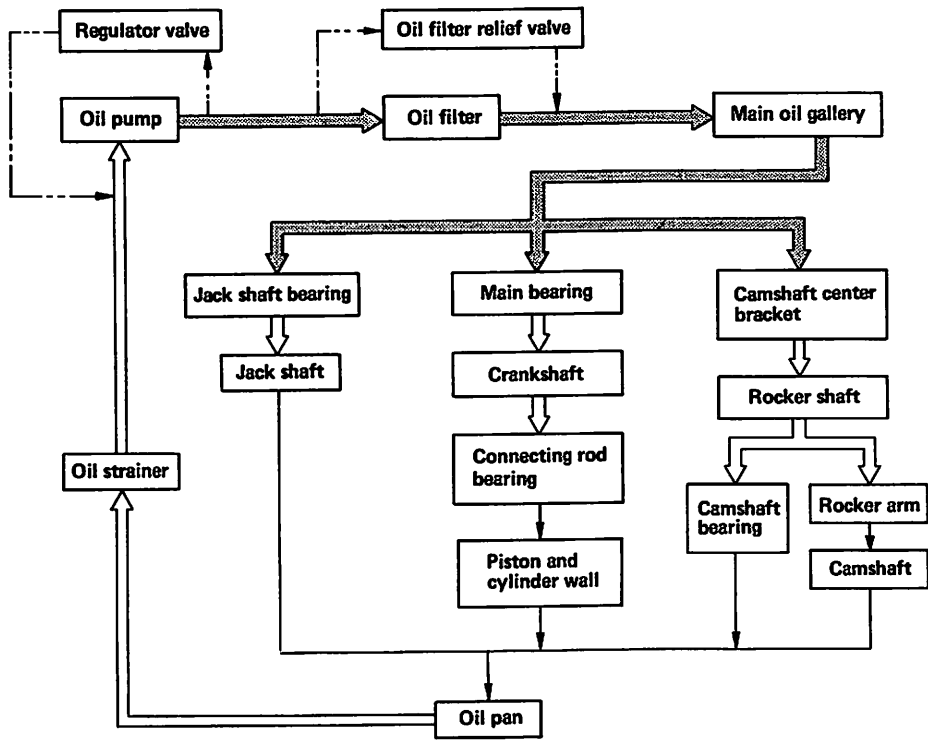 Regulator valve
Oil filter relief valve
Oil pump
Oil filter
Main oil gallery
Jack shaft bearing
Main bearing
Camshaft center
bracket
Jack shaft
Crankshaft
Rocker shaft
Oil strainer
Connecting rod
bearing
Camshaft
bearing
Rocker arm
Piston and
cylinder wall
Camshaft
Oil pan